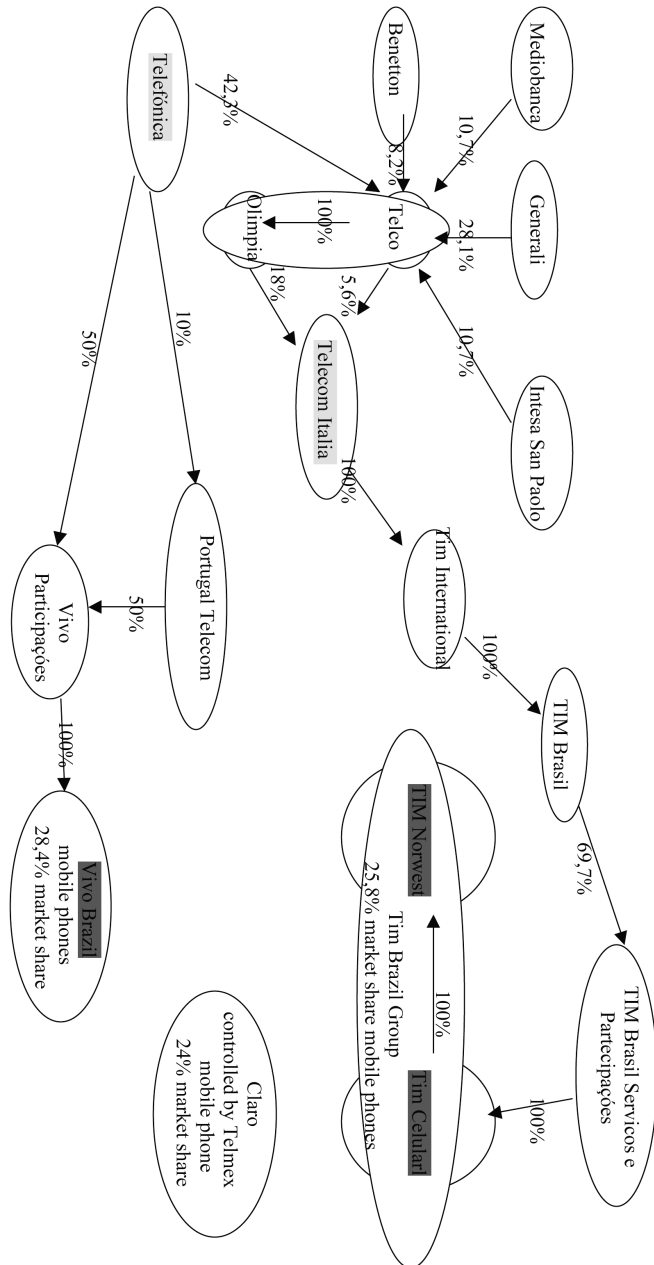 Mediobanca
Generali
Intesa San Paolo
TIM Brasil
TIM Brasil Servicos e
Partecipações
10,7%
28,1%
10,7%
69,7%
100%
100%
Benetton
8,2%
Telco
Tim International
100%
TIM Norwest
100%
Tim Celularl
Tim Brazil Group
25,8% market share mobile phones
100%
5,6%
100%
Telecom Italia
Olimpia
18%
42,3%
Telefónica
10%
Portugal Telecom
50%
50%
Vivo
Participaçóes
100%
Vivo Brazil
mobile phones
28,4% market share
Claro
controlled by Telmex
mobile phone
24% market share